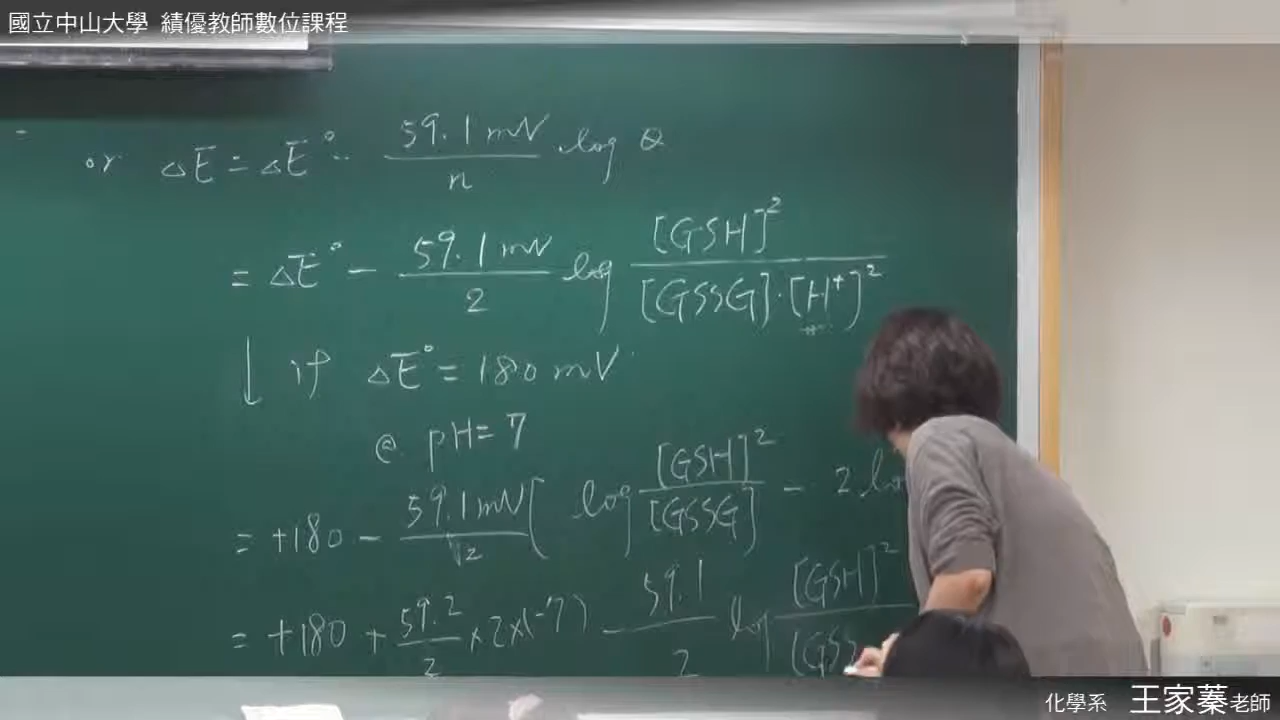 國立中山大學 績優教師數位課程
or ΔE = ΔE° - 59.1 mV / n log Q
= ΔE° - 59.1 mV / 2 log [GSH]² / [GSSG]·[H⁺]²
↓ if ΔE° = 180 mV
@ pH = 7
= +180 - 59.1 mV / 2 ( log [GSH]² / [GSSG] - 2 lo
= +180 + 59.2 / 2 × 2 × (-7) - 59.1 / 2 log [GSH]² / [GSS
化學系 王家蓁老師